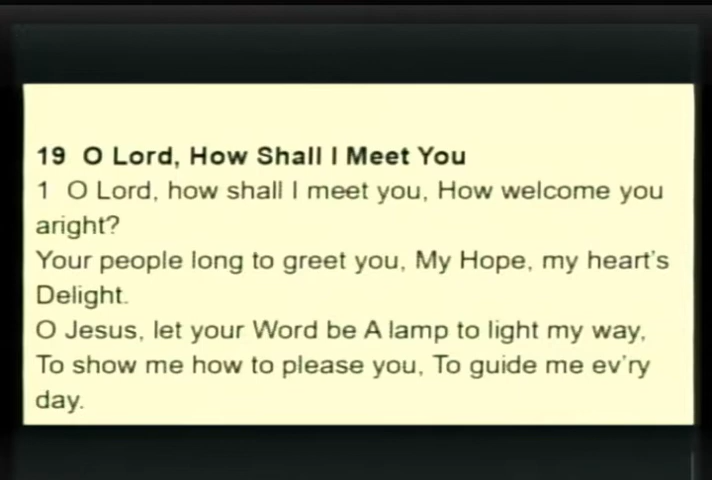 19 O Lord, How Shall I Meet You
1 O Lord, how shall I meet you, How welcome you
aright?
Your people long to greet you, My Hope, my heart's
Delight.
O Jesus, let your Word be A lamp to light my way,
To show me how to please you, To guide me ev'ry
day.